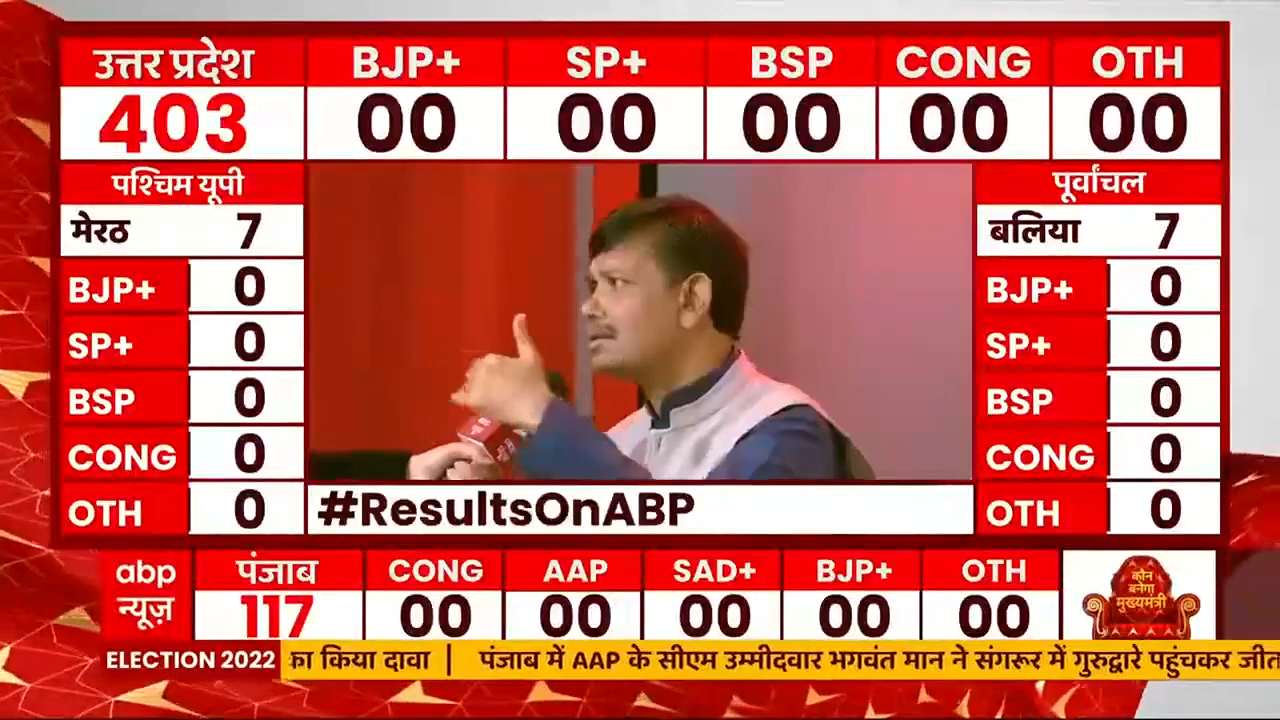 उत्तर प्रदेश BJP+ SP+ BSP CONG OTH
403 00 00 00 00 00
पश्चिम यूपी
मेरठ 7
BJP+ 0
SP+ 0
BSP 0
CONG 0
OTH 0
पूर्वांचल
बलिया 7
BJP+ 0
SP+ 0
BSP 0
CONG 0
OTH 0
#ResultsOnABP
abp
न्यूज़
पंजाब CONG AAP SAD+ BJP+ OTH
117 00 00 00 00 00
कौन
बनेगा
मुख्यमंत्री
ELECTION 2022 का किया दावा | पंजाब में AAP के सीएम उम्मीदवार भगवंत मान ने संगरूर में गुरुद्वारे पहुंचकर जीत